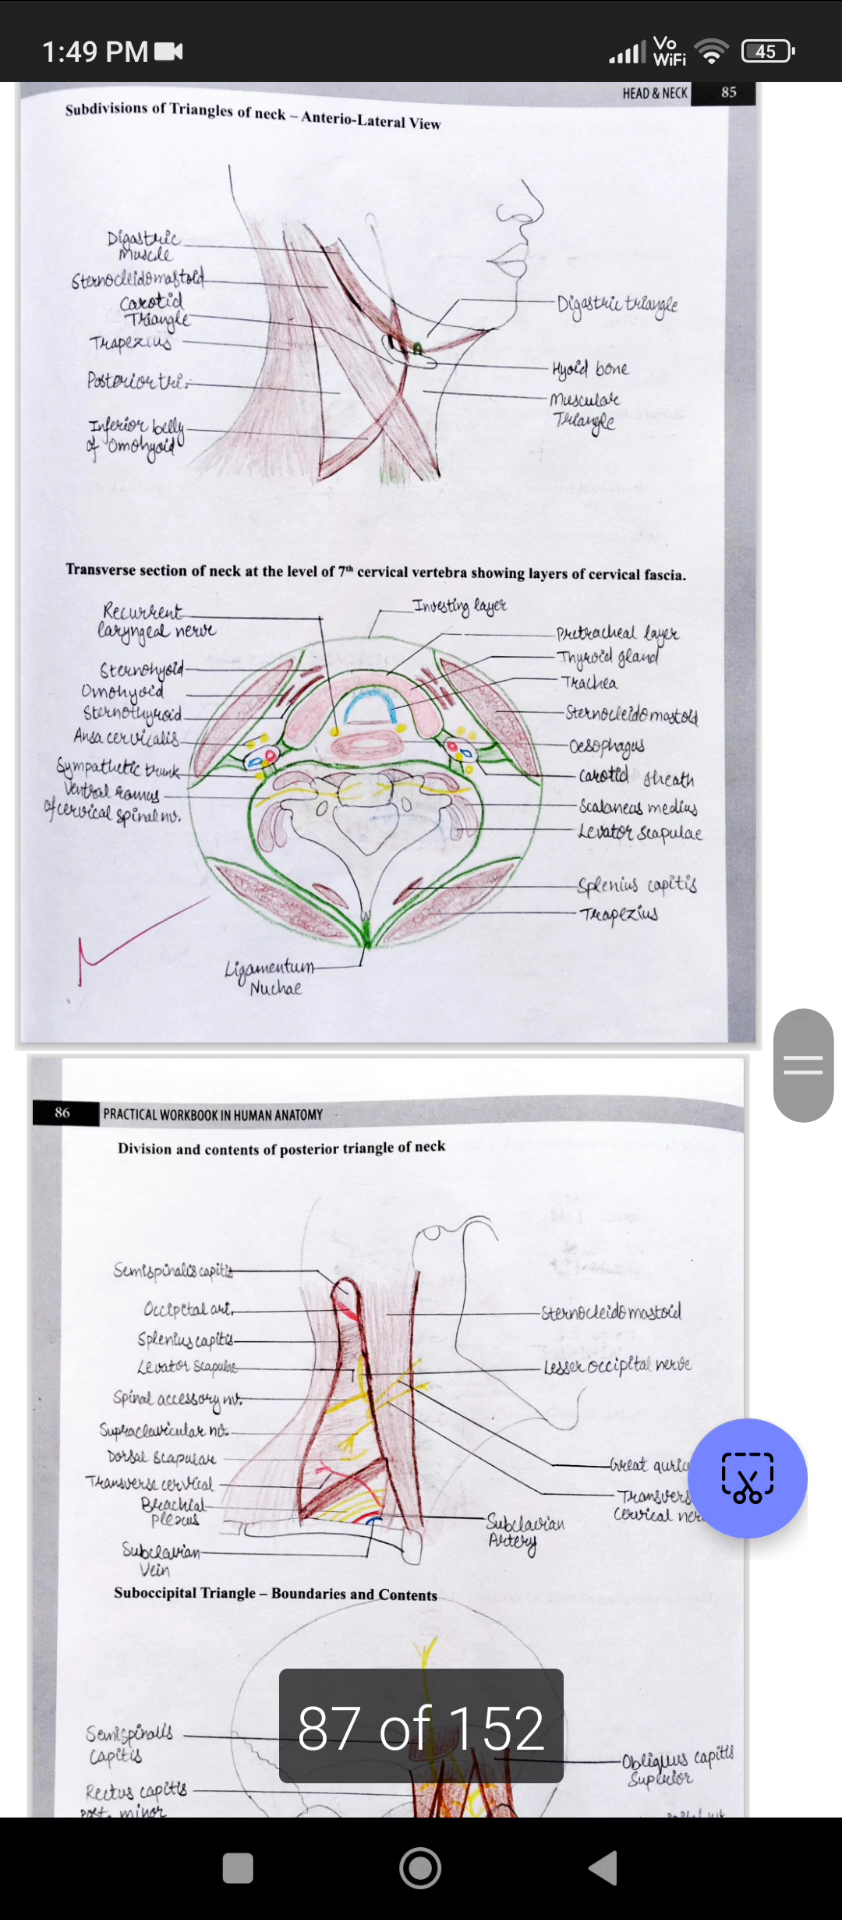 1:49 PM
Vo
WiFi
45
HEAD & NECK 85
Subdivisions of Triangles of neck – Anterio-Lateral View
Digastric
Muscle
Sternocleidomastoid
Carotid
Triangle
Trapezius
Posterior tri.
Inferior belly
of Omohyoid
Digastric triangle
Hyoid bone
Muscular
Triangle
Transverse section of neck at the level of 7th cervical vertebra showing layers of cervical fascia.
Recurrent
laryngeal nerve
Sternohyoid
Omohyoid
Sternothyroid
Ansa cervicalis
Sympathetic trunk
Ventral ramus
of cervical spinal nv.
Investing layer
Pretracheal layer
Thyroid gland
Trachea
Sternocleidomastoid
Oesophagus
Carotid sheath
Scalaneus medius
Levator scapulae
Splenius capitis
Trapezius
Ligamentum
Nuchae
86 PRACTICAL WORKBOOK IN HUMAN ANATOMY
Division and contents of posterior triangle of neck
Semispinalis capitis
Occipital art.
Splenius capitis
Levator scapulae
Spinal accessory nv.
Supraclavicular nv.
Dorsal scapular
Transverse cervical
Brachial
plexus
Subclavian
Vein
Sternocleidomastoid
Lesser occipital nerve
Great
Cervical
Subclavian
Artery
Suboccipital Triangle – Boundaries and Contents
87 of 152
Semispinalis
capitis
Rectus capitis
post. minor
Obliquus capitis
Superior